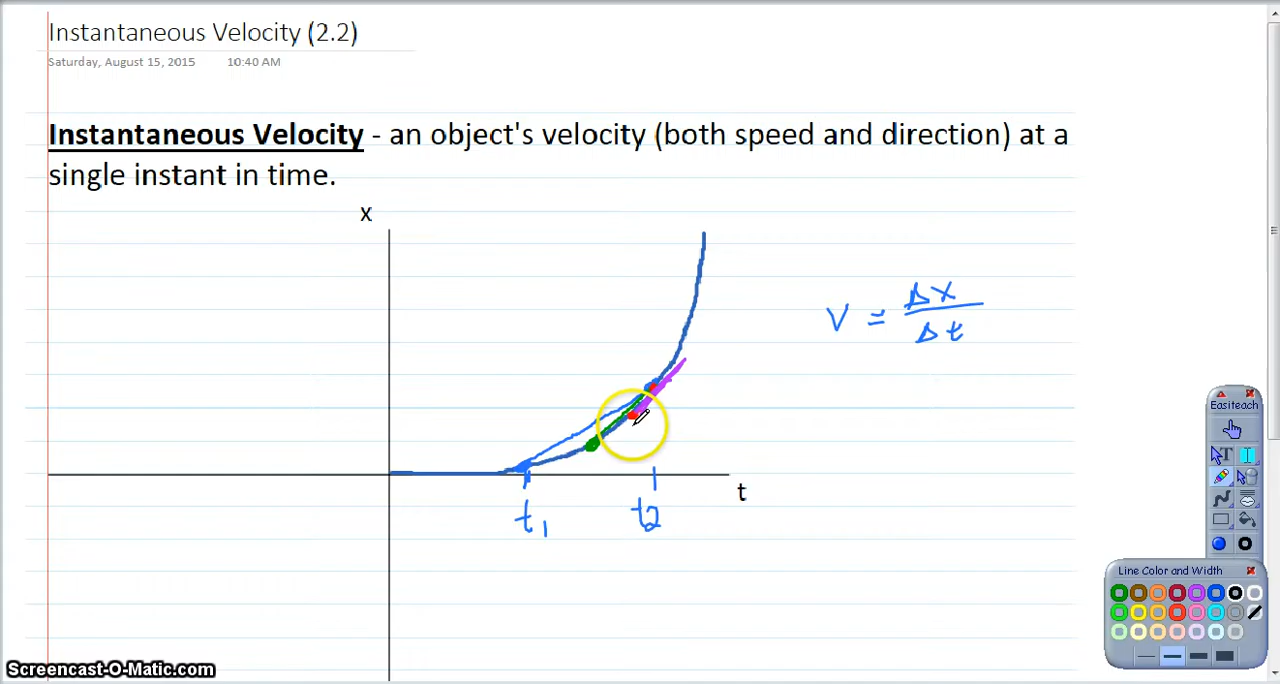 Instantaneous Velocity (2.2)
Saturday, August 15, 2015 10:40 AM
Instantaneous Velocity - an object's velocity (both speed and direction) at a
single instant in time.
x
V = Δx
Δt
t
t1
t2
Easiteach
T
Line Color and Width
Screencast-O-Matic.com